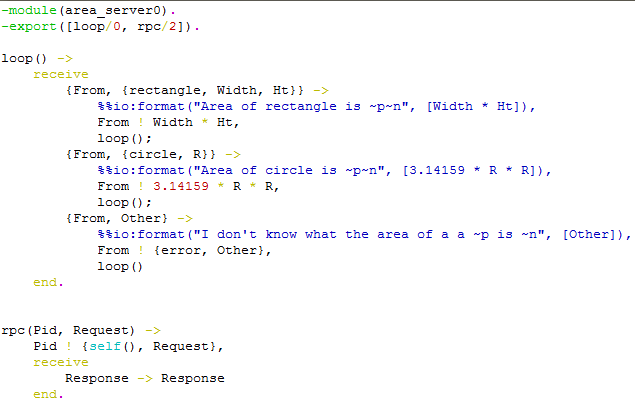 -module(area_server0).
-export([loop/0, rpc/2]).

loop() ->
    receive
        {From, {rectangle, Width, Ht}} ->
            %%io:format("Area of rectangle is ~p~n", [Width * Ht]),
            From ! Width * Ht,
            loop();
        {From, {circle, R}} ->
            %%io:format("Area of circle is ~p~n", [3.14159 * R * R]),
            From ! 3.14159 * R * R,
            loop();
        {From, Other} ->
            %%io:format("I don't know what the area of a a ~p is ~n", [Other]),
            From ! {error, Other},
            loop()
    end.


rpc(Pid, Request) ->
    Pid ! {self(), Request},
    receive
        Response -> Response
    end.